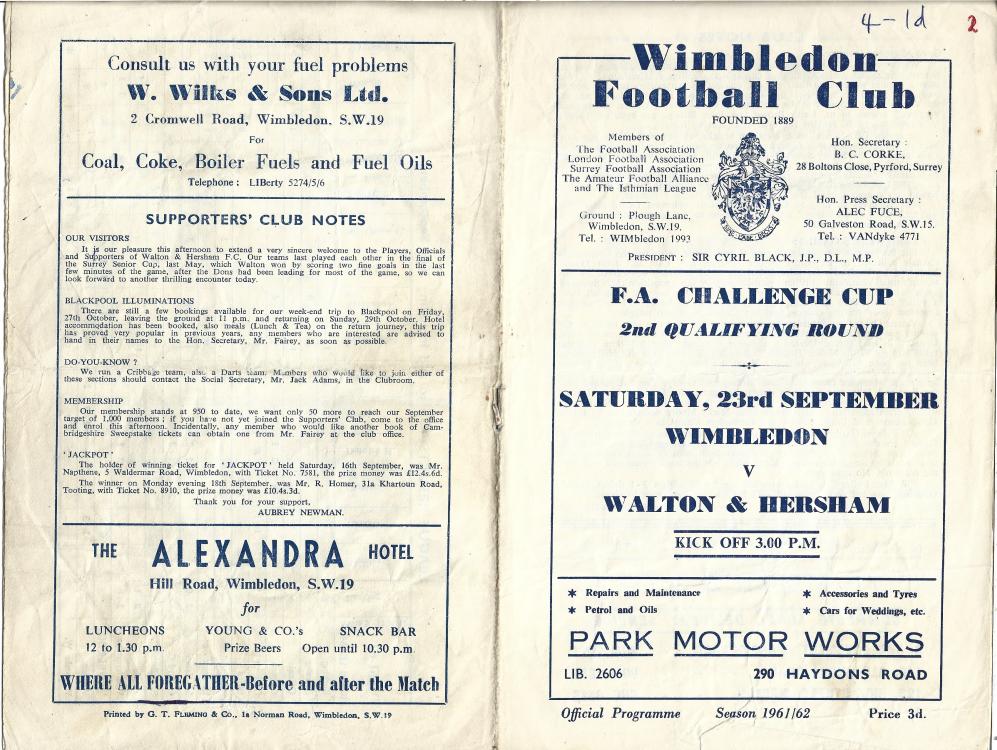 Consult us with your fuel problems
W. Wilks & Sons Ltd.
2 Cromwell Road, Wimbledon. S.W.19
For
Coal, Coke, Boiler Fuels and Fuel Oils
Telephone : LIBerty 5274/5/6
SUPPORTERS' CLUB NOTES
OUR VISITORS
It is our pleasure this afternoon to extend a very sincere welcome to the Players, Officials
and Supporters of Walton & Hersham F.C. Our teams last played each other in the final of
the Surrey Senior Cup, last May, which Walton won by scoring two fine goals in the last
few minutes of the game, after the Dons had been leading for most of the game, so we can
look forward to another thrilling encounter today.
BLACKPOOL ILLUMINATIONS
There are still a few bookings available for our week-end trip to Blackpool on Friday,
27th October, leaving the ground at 11 p.m. and returning on Sunday, 29th October. Hotel
accommodation has been booked, also meals (Lunch & Tea) on the return journey, this trip
has proved very popular in previous years, any members who are interested are advised to
hand in their names to the Hon. Secretary, Mr. Fairey, as soon as possible.
DO-YOU-KNOW ?
We run a Cribbage team, also a Darts team. Members who would like to join either of
these sections should contact the Social Secretary, Mr. Jack Adams, in the Clubroom.
MEMBERSHIP
Our membership stands at 950 to date, we want only 50 more to reach our September
target of 1,000 members ; if you have not yet joined the Supporters' Club, come to the office
and enrol this afternoon. Incidentally, any member who would like another book of Cam-
bridgeshire Sweepstake tickets can obtain one from Mr. Fairey at the club office.
' JACKPOT '
The holder of winning ticket for 'JACKPOT' held Saturday, 16th September, was Mr.
Napthene, 5 Waldermar Road, Wimbledon, with Ticket No. 7581, the prize money was £12.4s.6d.
The winner on Monday evening 18th September, was Mr. R. Homer, 31a Khartoun Road,
Tooting, with Ticket No. 8910, the prize money was £10.4s.3d.
Thank you for your support,
AUBREY NEWMAN.
THE ALEXANDRA HOTEL
Hill Road, Wimbledon, S.W.19
for
LUNCHEONS YOUNG & CO.'s SNACK BAR
12 to 1.30 p.m. Prize Beers Open until 10.30 p.m
WHERE ALL FOREGATHER-Before and after the Match
Printed by G. T. FLEMING & Co., 1a Norman Road, Wimbledon, S.W.19
4-1d
2
Wimbledon
Football Club
FOUNDED 1889
Members of
The Football Association
London Football Association
Surrey Football Association
The Amateur Football Alliance
and The Isthmian League
Ground : Plough Lane,
Wimbledon, S.W.19.
Tel. : WIMbledon 1993
Hon. Secretary :
B. C. CORKE,
28 Boltons Close, Pyrford, Surrey
Hon. Press Secretary :
ALEC FUCE,
50 Galveston Road, S.W.15.
Tel. : VANdyke 4771
PRESIDENT : SIR CYRIL BLACK, J.P., D.L., M.P.
F.A. CHALLENGE CUP
2nd QUALIFYING ROUND
SATURDAY, 23rd SEPTEMBER
WIMBLEDON
V
WALTON & HERSHAM
KICK OFF 3.00 P.M.
* Repairs and Maintenance
* Petrol and Oils
* Accessories and Tyres
* Cars for Weddings, etc.
PARK MOTOR WORKS
LIB. 2606 290 HAYDONS ROAD
Official Programme Season 1961/62 Price 3d.